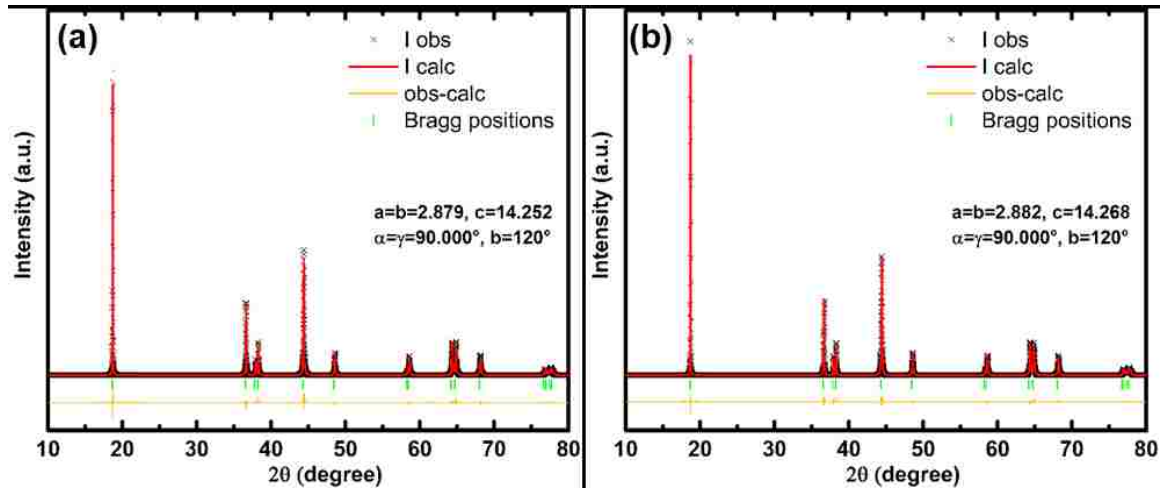 (a)
I obs
I calc
obs-calc
Bragg positions
a=b=2.879, c=14.252
α=γ=90.000°, b=120°
Intensity (a.u.)
10 20 30 40 50 60 70 80
2θ (degree)
(b)
I obs
I calc
obs-calc
Bragg positions
a=b=2.882, c=14.268
α=γ=90.000°, b=120°
Intensity (a.u.)
10 20 30 40 50 60 70 80
2θ (degree)